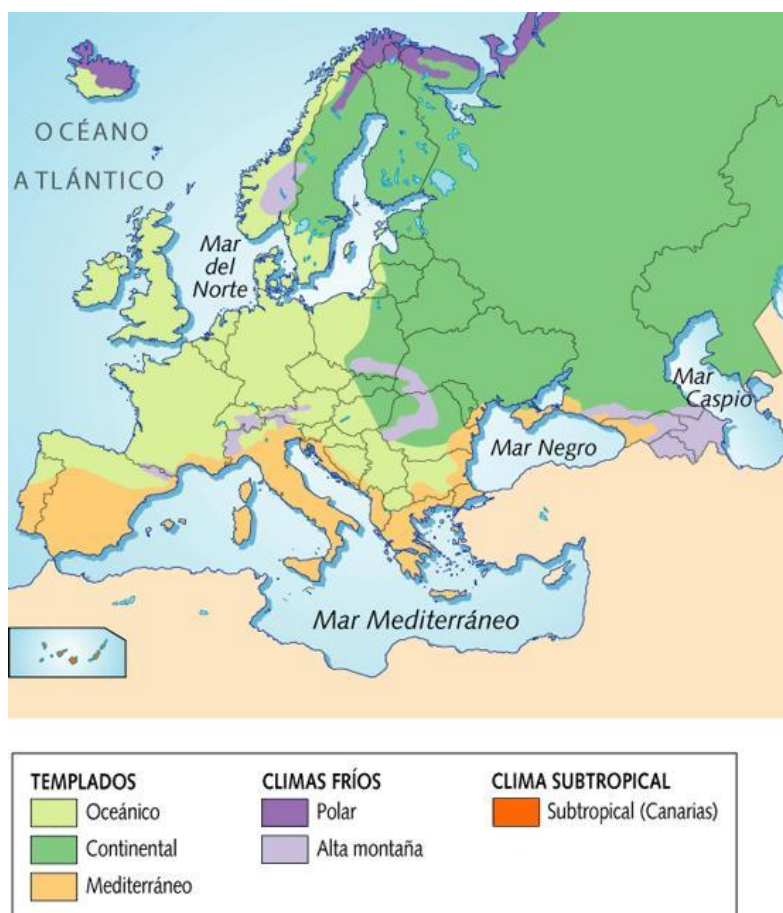 OCÉANO
ATLÁNTICO
Mar
del
Norte
Mar
Caspio
Mar Negro
Mar Mediterráneo
TEMPLADOS
Oceánico
Continental
Mediterráneo
CLIMAS FRÍOS
Polar
Alta montaña
CLIMA SUBTROPICAL
Subtropical (Canarias)